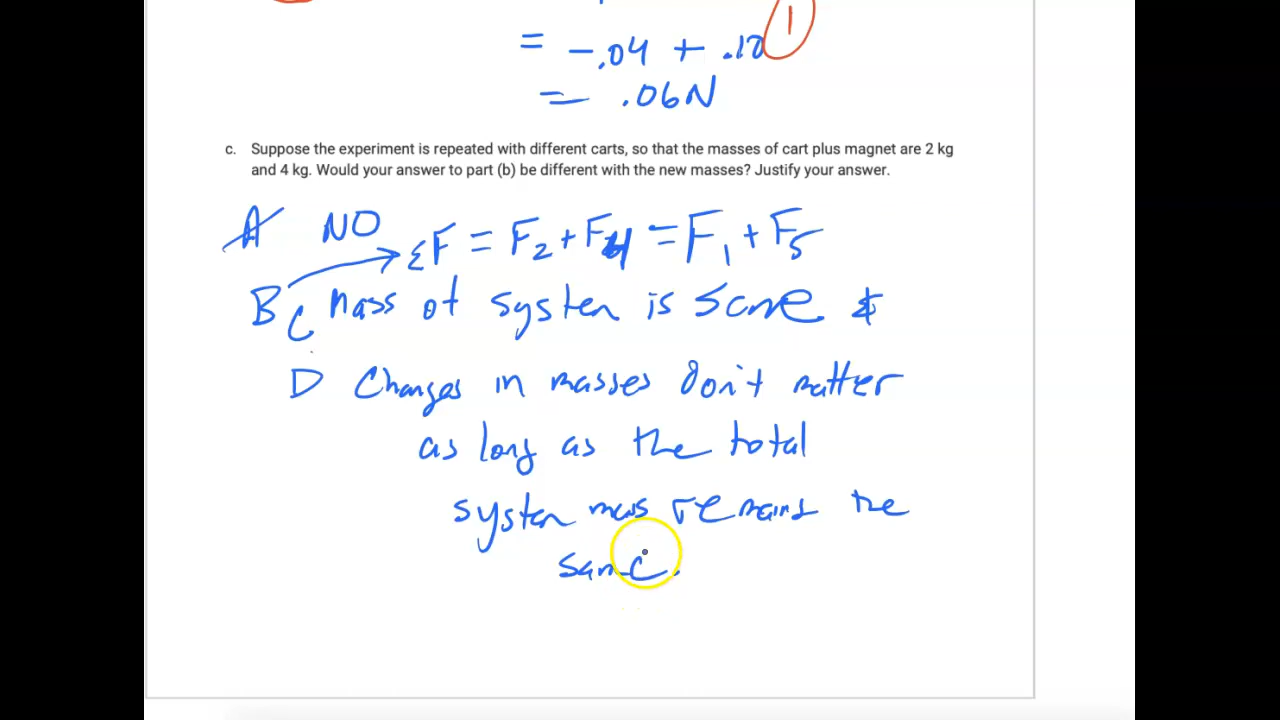 = -.04 + .10 1
= .06N
c. Suppose the experiment is repeated with different carts, so that the masses of cart plus magnet are 2 kg
and 4 kg. Would your answer to part (b) be different with the new masses? Justify your answer.
A NO ΣF = F₂ + F₄ = F₁ + F₅
B C Mass of system is same &
D Changes in masses don't matter
as long as the total
system mass remains the
same.